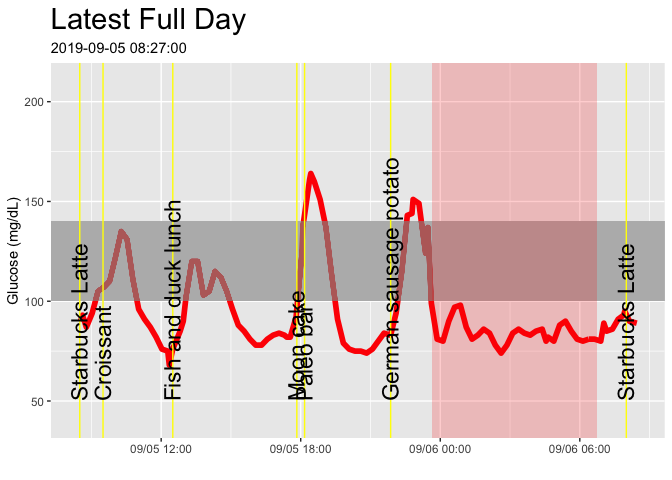 Latest Full Day
2019-09-05 08:27:00
Glucose (mg/dL)
200
150
100
50
Starbucks Latte
Croissant
Fish and duck lunch
Moon cake
Paleo bar
German sausage potato
Starbucks Latte
09/05 12:00
09/05 18:00
09/06 00:00
09/06 06:00